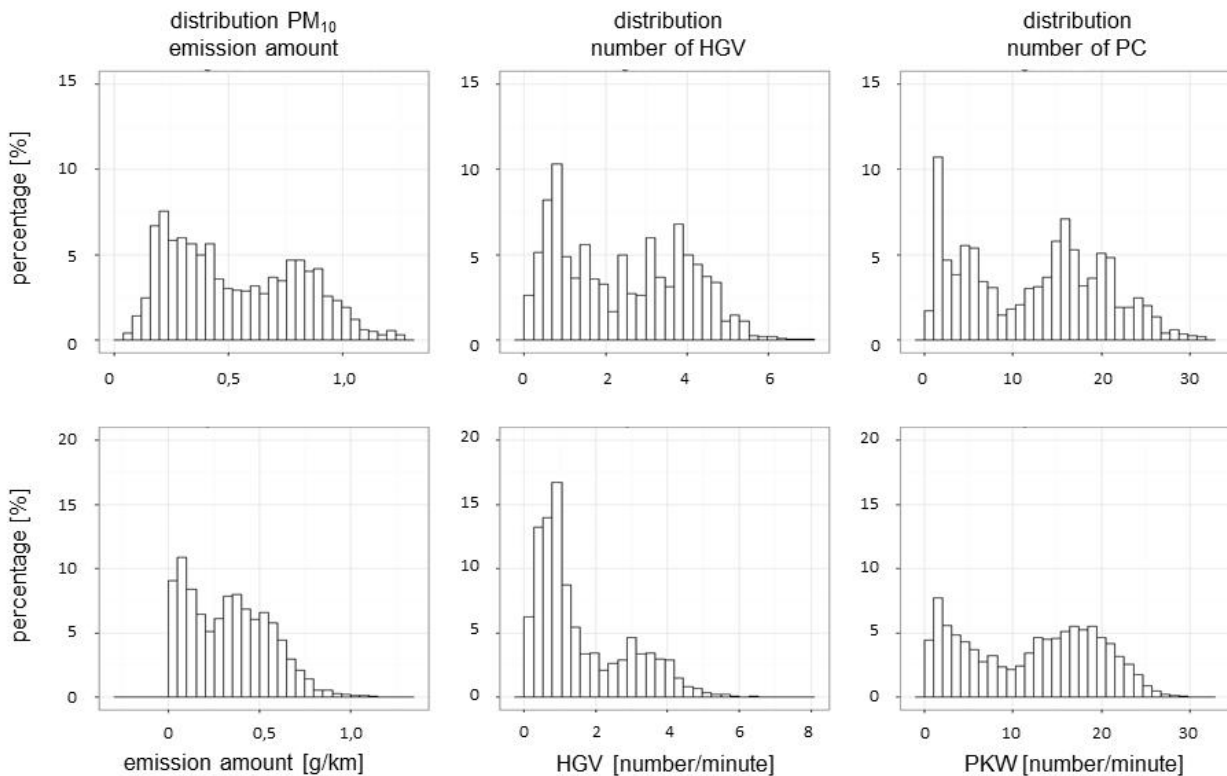 distribution PM₁₀
emission amount
distribution
number of HGV
distribution
number of PC
percentage [%]
15
10
5
0
0 0,5 1,0
15
10
5
0
0 2 4 6
15
10
5
0
0 10 20 30
percentage [%]
20
15
10
5
0
0 0,5 1,0
emission amount [g/km]
20
15
10
5
0
0 2 4 6 8
HGV [number/minute]
20
15
10
5
0
0 10 20 30
PKW [number/minute]